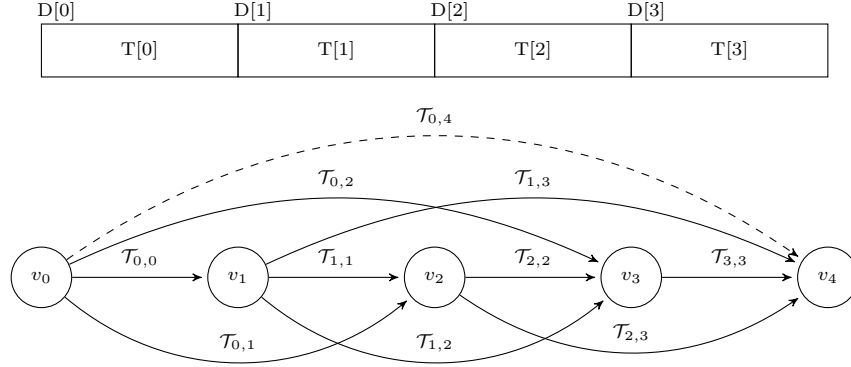 D[0] D[1] D[2] D[3]
T[0] T[1] T[2] T[3]
𝒯0,4
𝒯0,2 𝒯1,3
𝒯0,0 𝒯1,1 𝒯2,2 𝒯3,3
v0 v1 v2 v3 v4
𝒯0,1 𝒯1,2 𝒯2,3